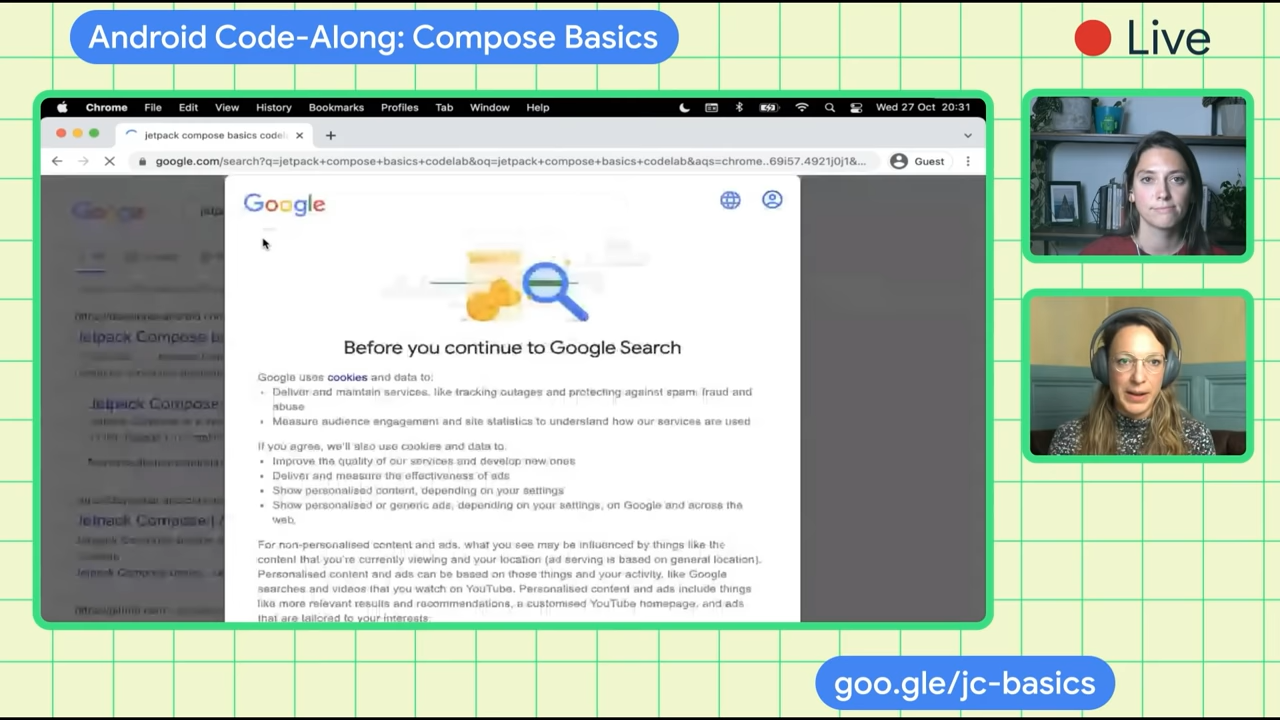 Android Code-Along: Compose Basics
Live
Chrome File Edit View History Bookmarks Profiles Tab Window Help Wed 27 Oct 20:31
jetpack compose basics codela
google.com/search?q=jetpack+compose+basics+codelab&oq=jetpack+compose+basics+codelab&aqs=chrome..69i57.4921j0j1&... Guest
Google
Before you continue to Google Search
Google uses cookies and data to:
Deliver and maintain services, like tracking outages and protecting against spam, fraud and
abuse
Measure audience engagement and site statistics to understand how our services are used
If you agree, we'll also use cookies and data to:
Improve the quality of our services and develop new ones
Deliver and measure the effectiveness of ads
Show personalised content, depending on your settings
Show personalised or generic ads, depending on your settings, on Google and across the
web.
For non-personalised content and ads, what you see may be influenced by things like the
content that you're currently viewing and your location (ad serving is based on general location).
Personalised content and ads can be based on those things and your activity, like Google
searches and videos that you watch on YouTube. Personalised content and ads include things
like more relevant results and recommendations, a customised YouTube homepage, and ads
that are tailored to your interests.
Jetpack Compose
Jetpack Compose
Jetpack Compose
goo.gle/jc-basics